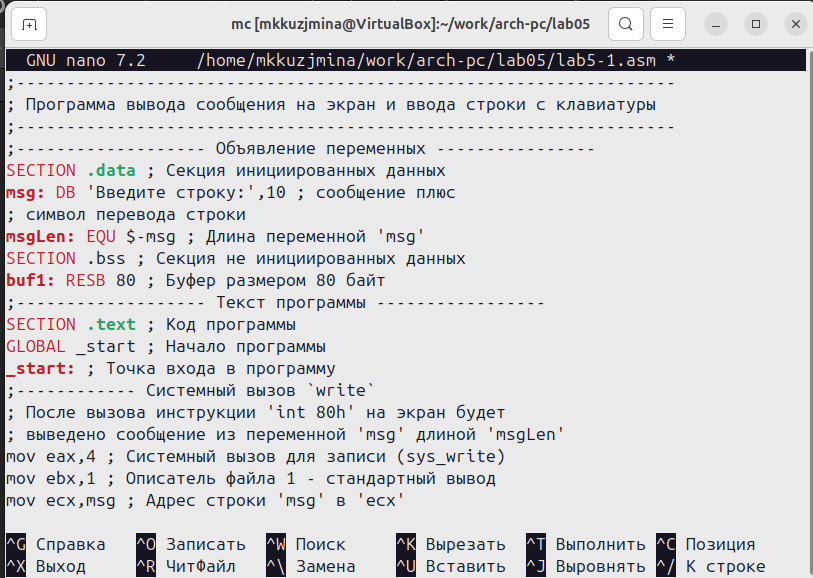 mc [mkkuzjmina@VirtualBox]:~/work/arch-pc/lab05
GNU nano 7.2 /home/mkkuzjmina/work/arch-pc/lab05/lab5-1.asm *
;------------------------------------------------------------------
; Программа вывода сообщения на экран и ввода строки с клавиатуры
;------------------------------------------------------------------
;------------------- Объявление переменных ----------------
SECTION .data ; Секция инициированных данных
msg: DB 'Введите строку:',10 ; сообщение плюс
; символ перевода строки
msgLen: EQU $-msg ; Длина переменной 'msg'
SECTION .bss ; Секция не инициированных данных
buf1: RESB 80 ; Буфер размером 80 байт
;------------------- Текст программы -----------------
SECTION .text ; Код программы
GLOBAL _start ; Начало программы
_start: ; Точка входа в программу
;------------ Системный вызов `write`
; После вызова инструкции 'int 80h' на экран будет
; выведено сообщение из переменной 'msg' длиной 'msgLen'
mov eax,4 ; Системный вызов для записи (sys_write)
mov ebx,1 ; Описатель файла 1 - стандартный вывод
mov ecx,msg ; Адрес строки 'msg' в 'ecx'
^G Справка ^O Записать ^W Поиск ^K Вырезать ^T Выполнить ^C Позиция
^X Выход ^R ЧитФайл ^\ Замена ^U Вставить ^J Выровнять ^/ К строке